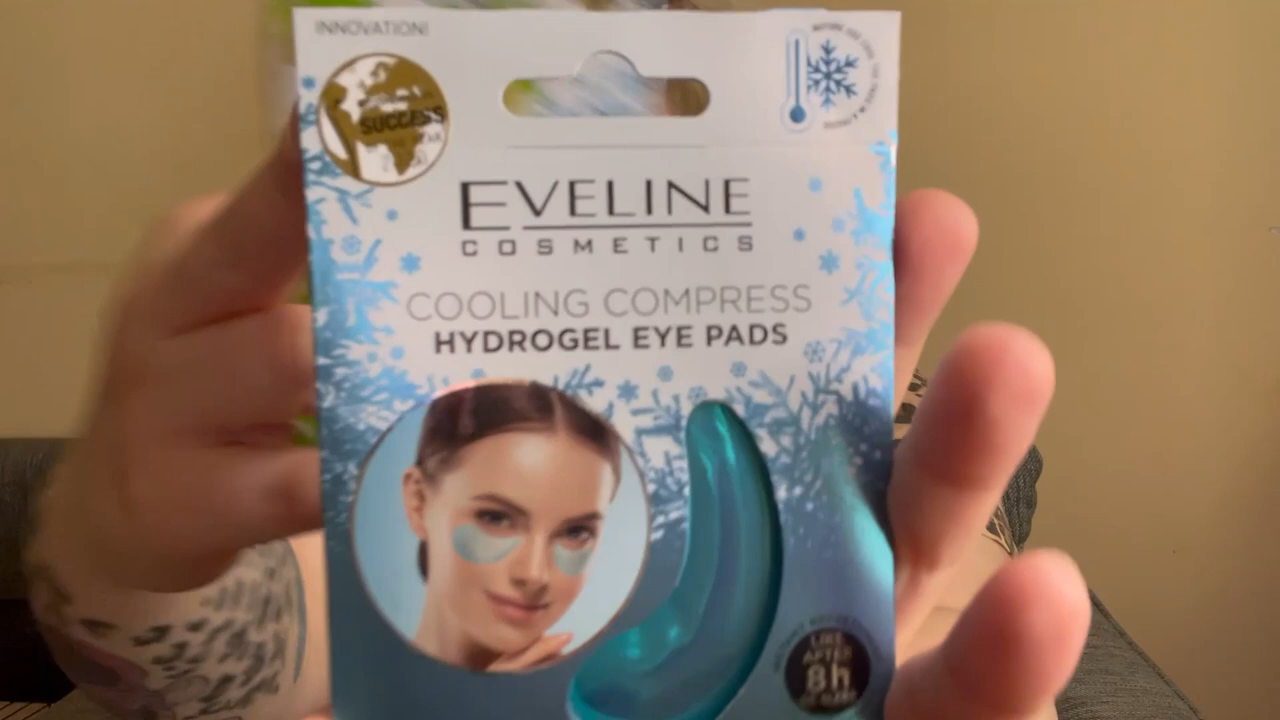 INNOVATION!
SUCCESS
EVELINE
COSMETICS
COOLING COMPRESS
HYDROGEL EYE PADS
LIKE
AFTER
8h